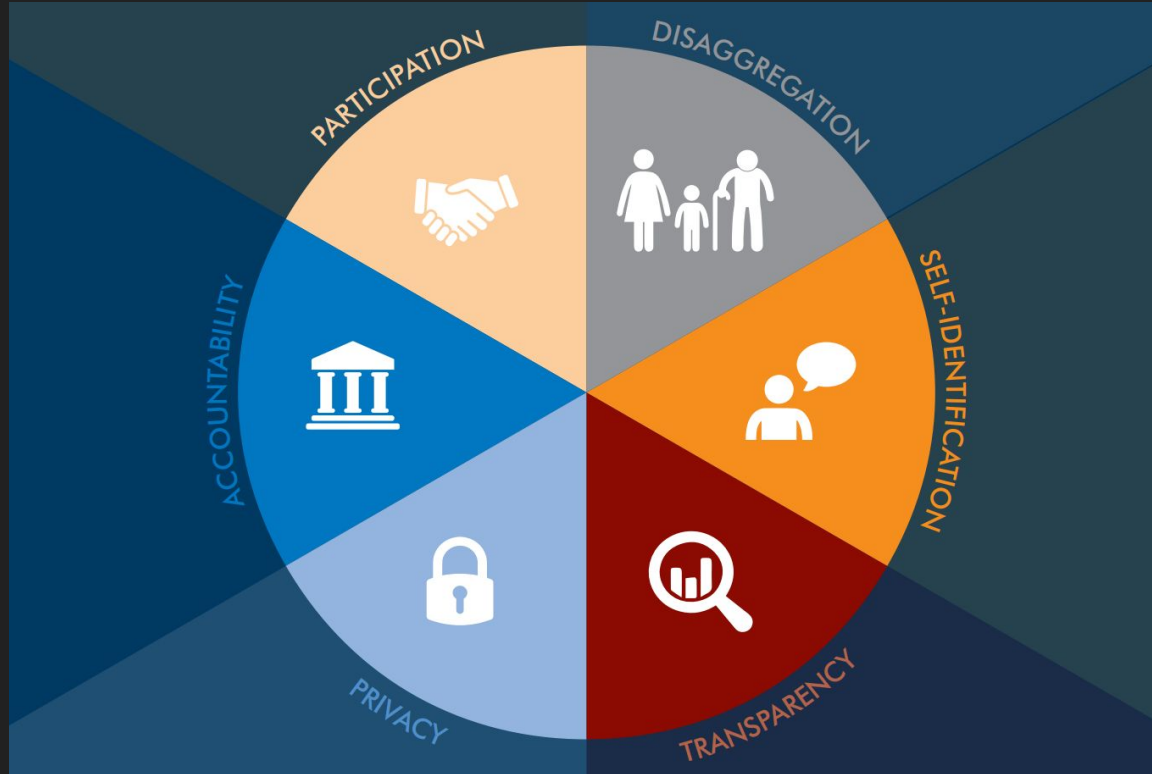 PARTICIPATION
DISAGGREGATION
SELF-IDENTIFICATION
TRANSPARENCY
PRIVACY
ACCOUNTABILITY